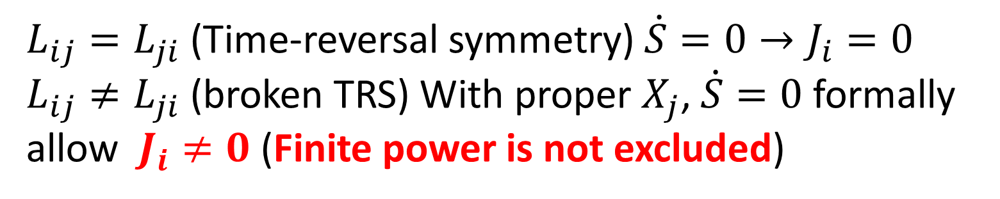 𝐿ᵢⱼ = 𝐿ⱼᵢ (Time-reversal symmetry) Ṡ = 0 → 𝐽ᵢ = 0
𝐿ᵢⱼ ≠ 𝐿ⱼᵢ (broken TRS) With proper 𝑋ⱼ, Ṡ = 0 formally
allow 𝑱ᵢ ≠ 𝟎 (Finite power is not excluded)